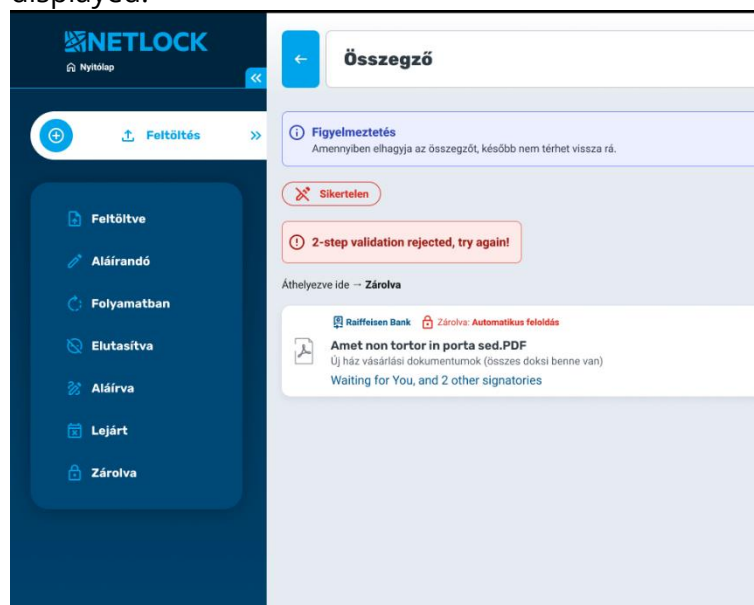 NETLOCK
Nyitólap
Feltöltés
Feltöltve
Aláírandó
Folyamatban
Elutasítva
Aláírva
Lejárt
Zárolva
Összegző
Figyelmeztetés
Amennyiben elhagyja az összegzőt, később nem térhet vissza rá.
Sikertelen
2-step validation rejected, try again!
Áthelyezve ide → Zárolva
Raiffeisen Bank Zárolva: Automatikus feloldás
Amet non tortor in porta sed.PDF
Új ház vásárlási dokumentumok (összes doksi benne van)
Waiting for You, and 2 other signatories